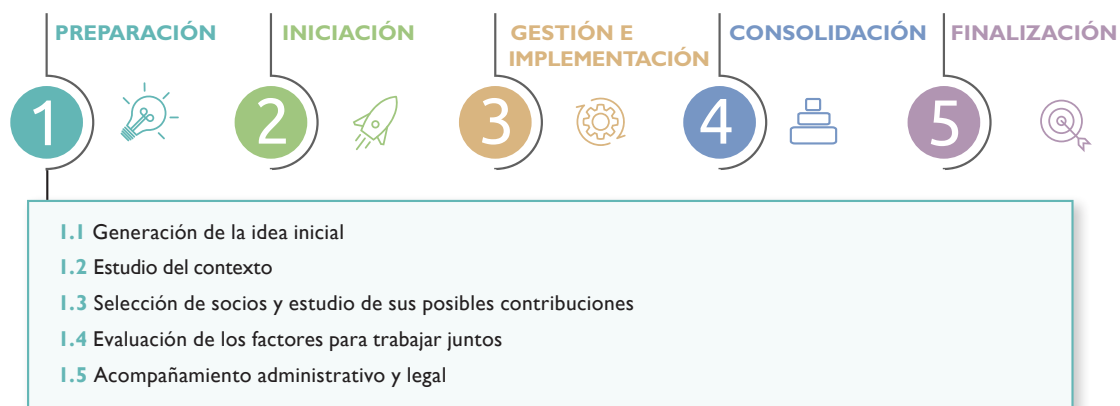 PREPARACIÓN
INICIACIÓN
GESTIÓN E
IMPLEMENTACIÓN
CONSOLIDACIÓN
FINALIZACIÓN
1
2
3
4
5
1.1 Generación de la idea inicial
1.2 Estudio del contexto
1.3 Selección de socios y estudio de sus posibles contribuciones
1.4 Evaluación de los factores para trabajar juntos
1.5 Acompañamiento administrativo y legal